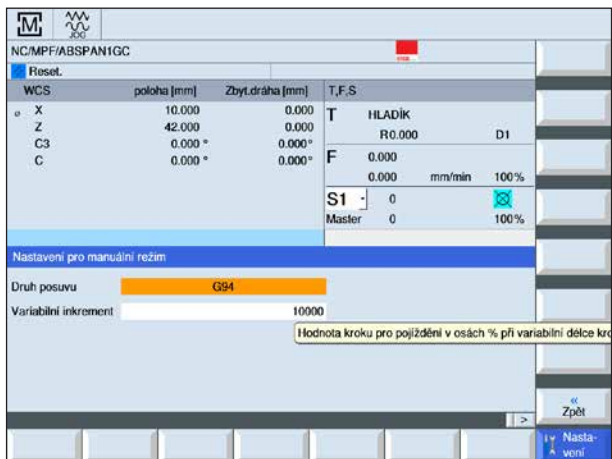 M JOG
NC/MPF/ABSPAN1GC
Reset.
WCS poloha [mm] Zbyt.dráha [mm] T,F,S
⌀ X 10.000 0.000
Z 42.000 0.000
C3 0.000 ° 0.000°
C 0.000 ° 0.000°
T HLADÍK
R0.000 D1
F 0.000
0.000 mm/min 100%
S1 0
Master 0 100%
Nastavení pro manuální režim
Druh posuvu G94
Variabilní inkrement 10000
Hodnota kroku pro pojíždění v osách % při variabilní délce kro
« Zpět
>
Nasta-
vení